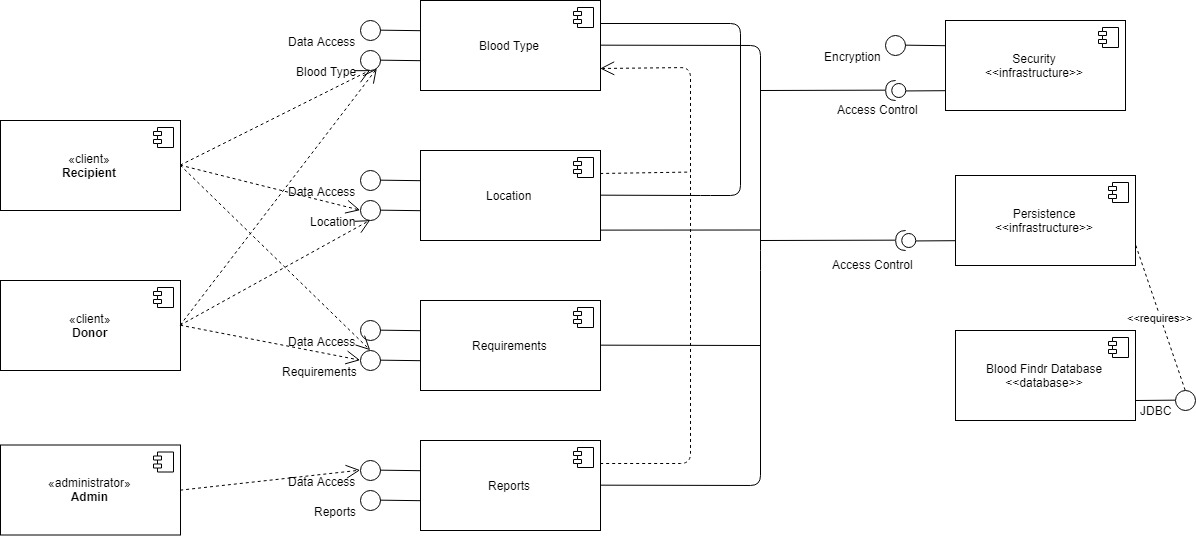 Data Access
Blood Type
Blood Type
Encryption
Security
<<infrastructure>>
Access Control
«client»
Recipient
Data Access
Location
Location
Persistence
<<infrastructure>>
Access Control
«client»
Donor
Data Access
Requirements
Requirements
<<requires>>
Blood Findr Database
<<database>>
JDBC
«administrator»
Admin
Data Access
Reports
Reports